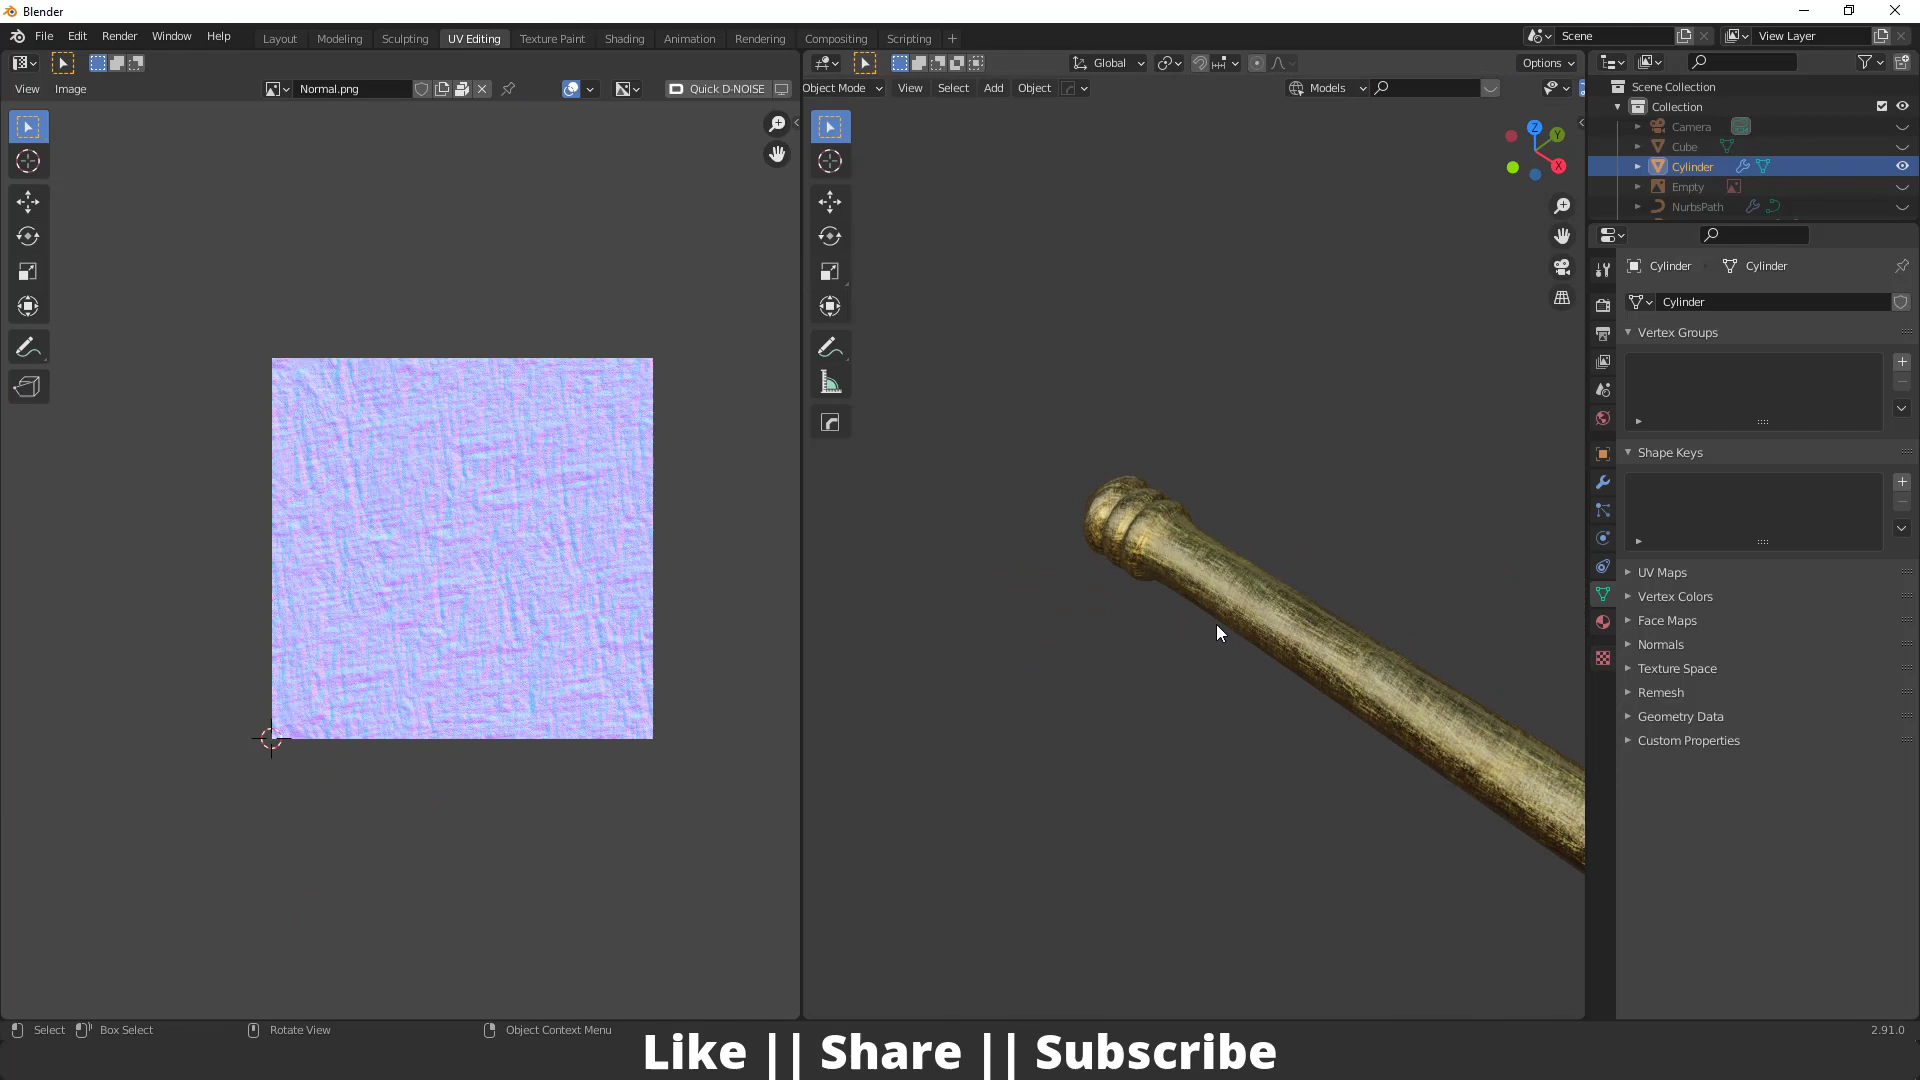 Blender
File Edit Render Window Help
Layout Modeling Sculpting UV Editing Texture Paint Shading Animation Rendering Compositing Scripting +
Scene View Layer
Global Options
View Image Normal.png Quick D-NOISE
Object Mode View Select Add Object Models
Z
Y
X
Scene Collection
Collection
Camera
Cube
Cylinder
Empty
NurbsPath
Cylinder Cylinder
Cylinder
Vertex Groups
Shape Keys
UV Maps
Vertex Colors
Face Maps
Normals
Texture Space
Remesh
Geometry Data
Custom Properties
Select Box Select Rotate View Object Context Menu 2.91.0
Like || Share || Subscribe